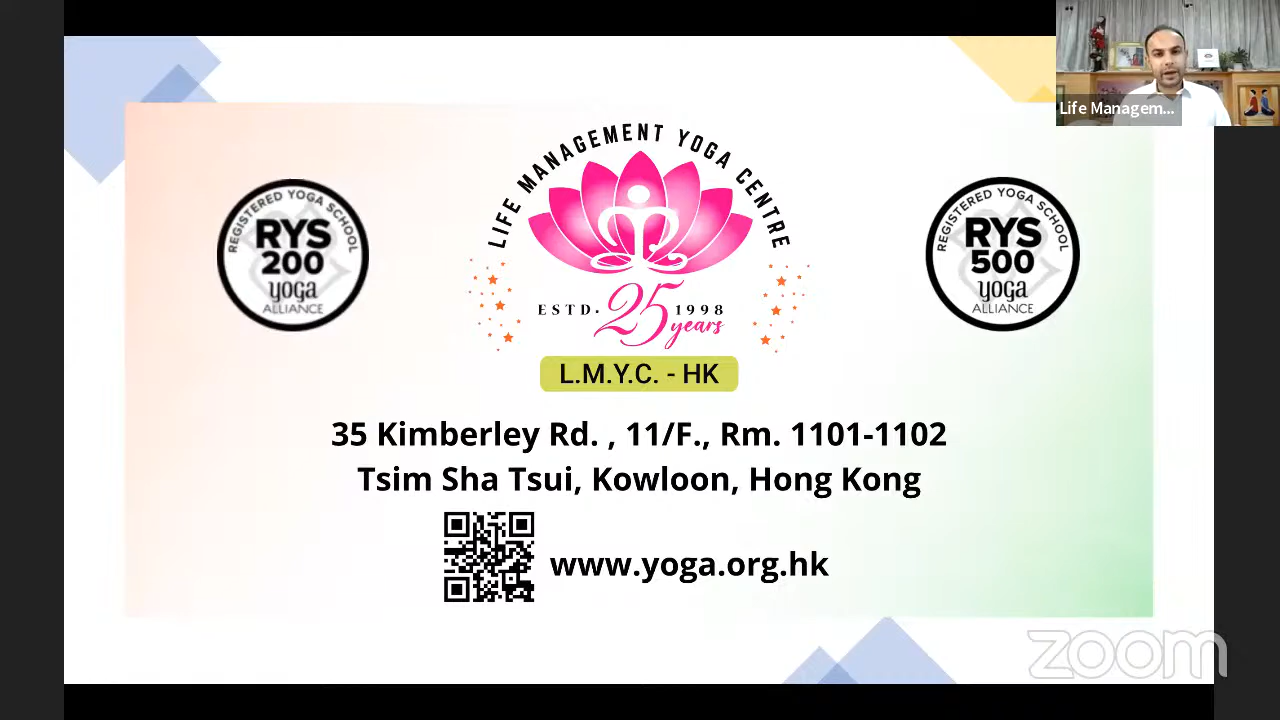 Life Managem...
LIFE MANAGEMENT YOGA CENTRE
REGISTERED YOGA SCHOOL
RYS
200
yoga
ALLIANCE
REGISTERED YOGA SCHOOL
RYS
500
yoga
ALLIANCE
ESTD. 25 1998
years
L.M.Y.C. - HK
35 Kimberley Rd. , 11/F., Rm. 1101-1102
Tsim Sha Tsui, Kowloon, Hong Kong
www.yoga.org.hk
zoom